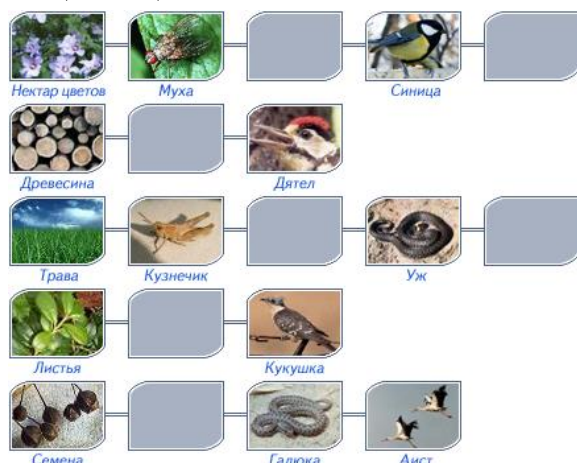 Нектар цветов Муха Синица
Древесина Дятел
Трава Кузнечик Уж
Листья Кукушка
Семена Гадюка Аист